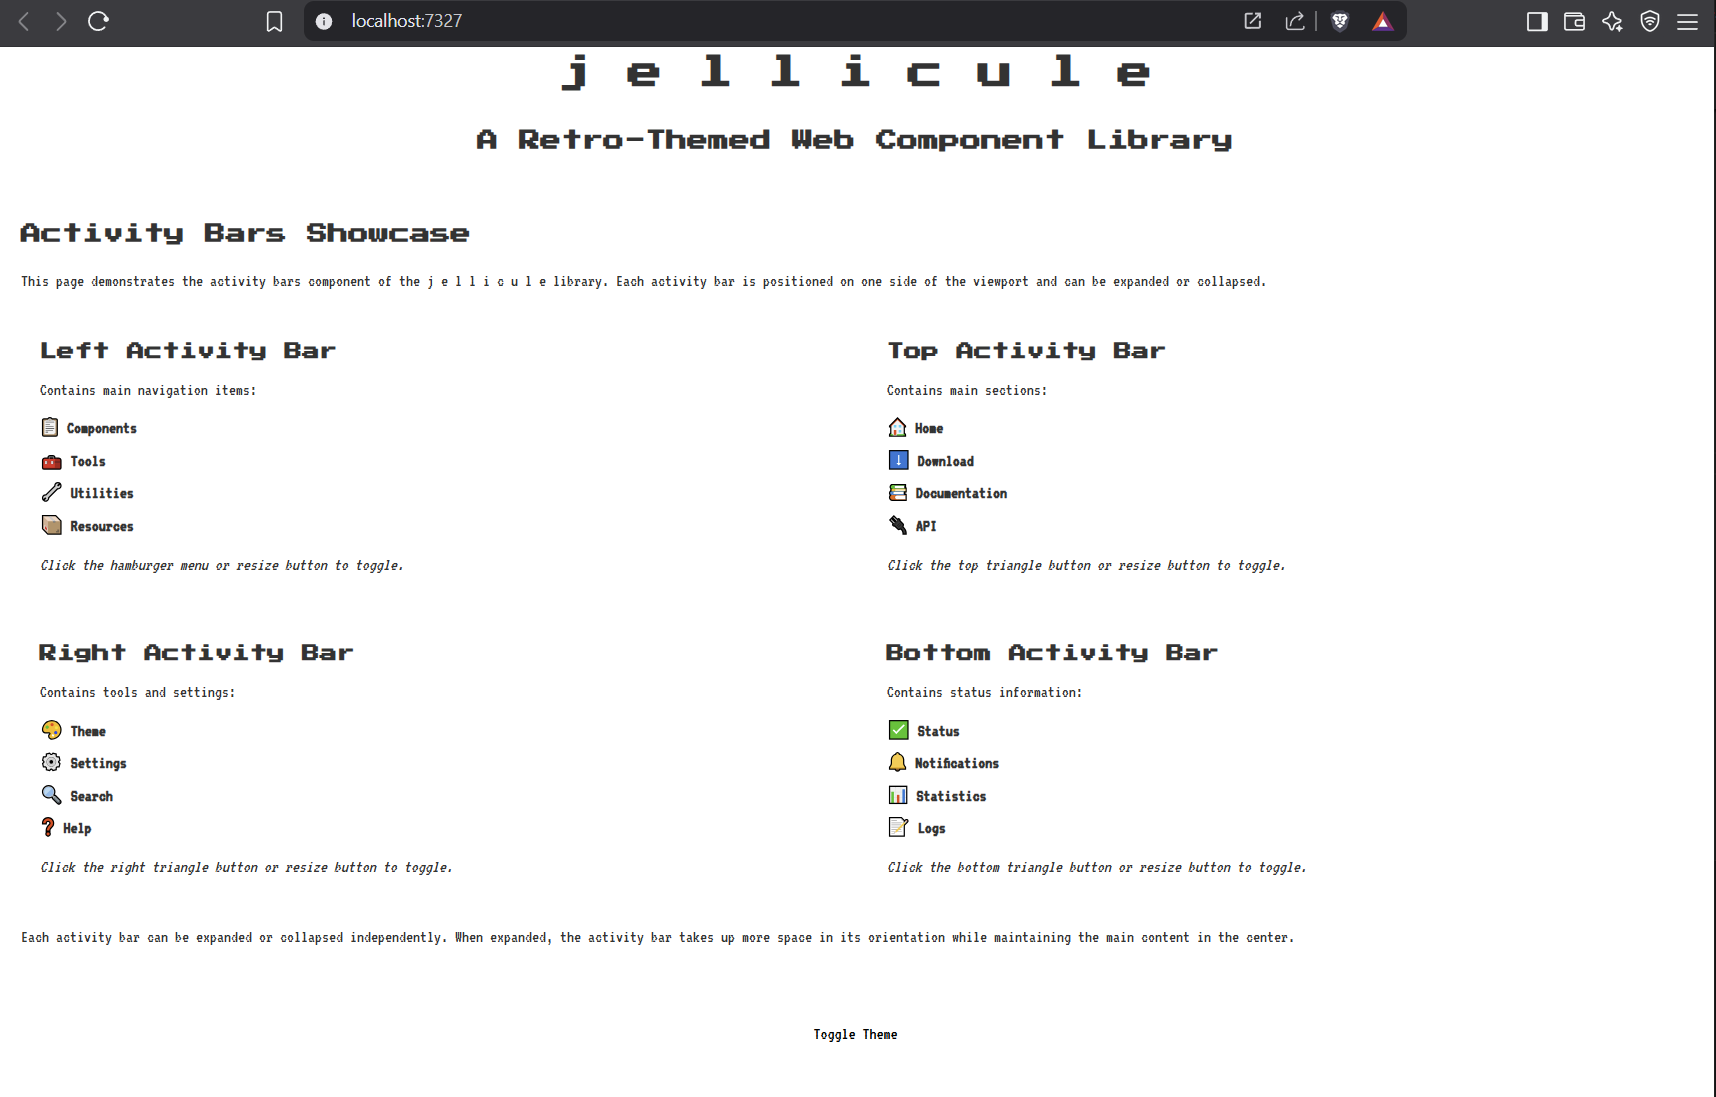 localhost:7327
j e l l i c u l e
A Retro-Themed Web Component Library
Activity Bars Showcase
This page demonstrates the activity bars component of the j e l l i c u l e library. Each activity bar is positioned on one side of the viewport and can be expanded or collapsed.
Left Activity Bar
Contains main navigation items:
Components
Tools
Utilities
Resources
Click the hamburger menu or resize button to toggle.
Top Activity Bar
Contains main sections:
Home
Download
Documentation
API
Click the top triangle button or resize button to toggle.
Right Activity Bar
Contains tools and settings:
Theme
Settings
Search
Help
Click the right triangle button or resize button to toggle.
Bottom Activity Bar
Contains status information:
Status
Notifications
Statistics
Logs
Click the bottom triangle button or resize button to toggle.
Each activity bar can be expanded or collapsed independently. When expanded, the activity bar takes up more space in its orientation while maintaining the main content in the center.
Toggle Theme